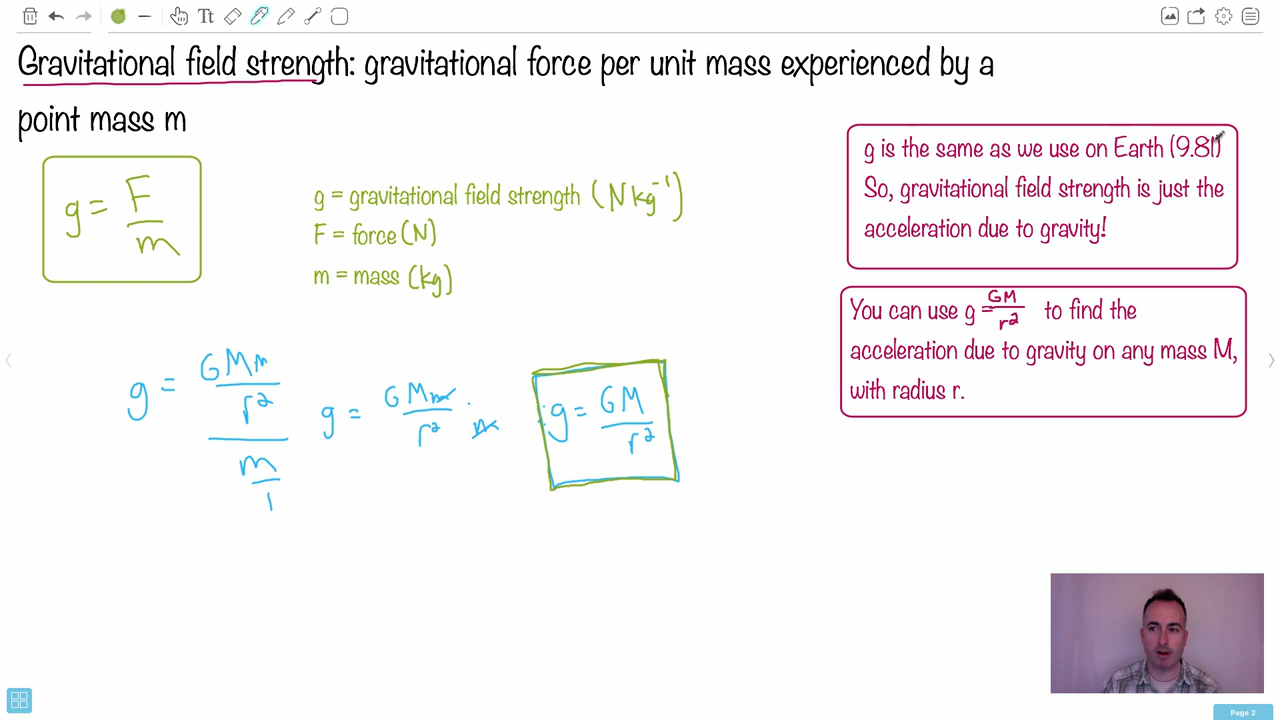 Tt
Gravitational field strength: gravitational force per unit mass experienced by a
point mass m
g = F/m
g = gravitational field strength (N kg⁻¹)
F = force (N)
m = mass (kg)
g is the same as we use on Earth (9.81)
So, gravitational field strength is just the
acceleration due to gravity!
You can use g = GM/r² to find the
acceleration due to gravity on any mass M,
with radius r.
g = GMm/r² / m/1
g = GMm/r² · m
∴ g = GM/r²
Page 2